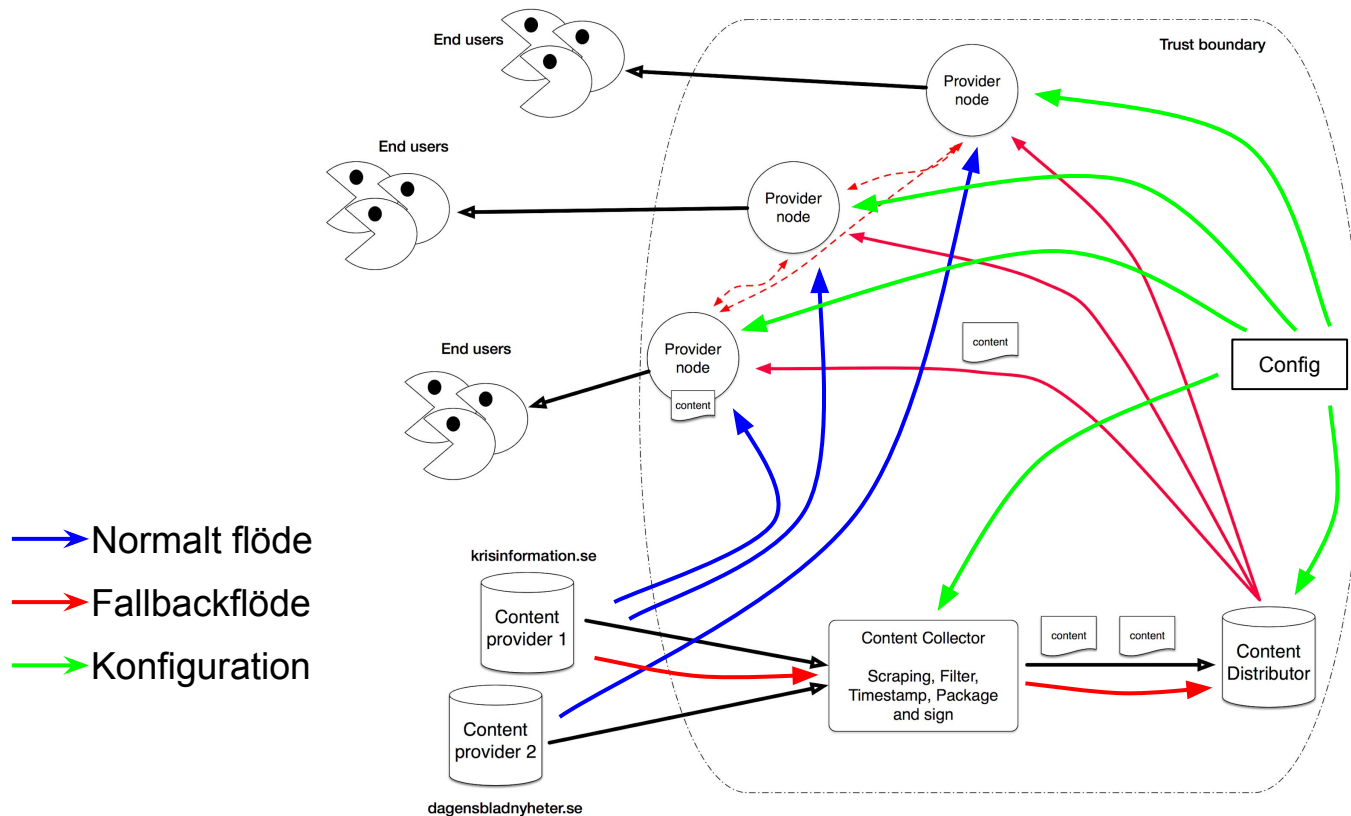 End users
Trust boundary
Provider
node
End users
Provider
node
End users
Provider
node
content
content
Config
Normalt flöde
Fallbackflöde
Konfiguration
krisinformation.se
Content
provider 1
Content
provider 2
dagensbladnyheter.se
Content Collector
Scraping, Filter,
Timestamp, Package
and sign
content
content
Content
Distributor